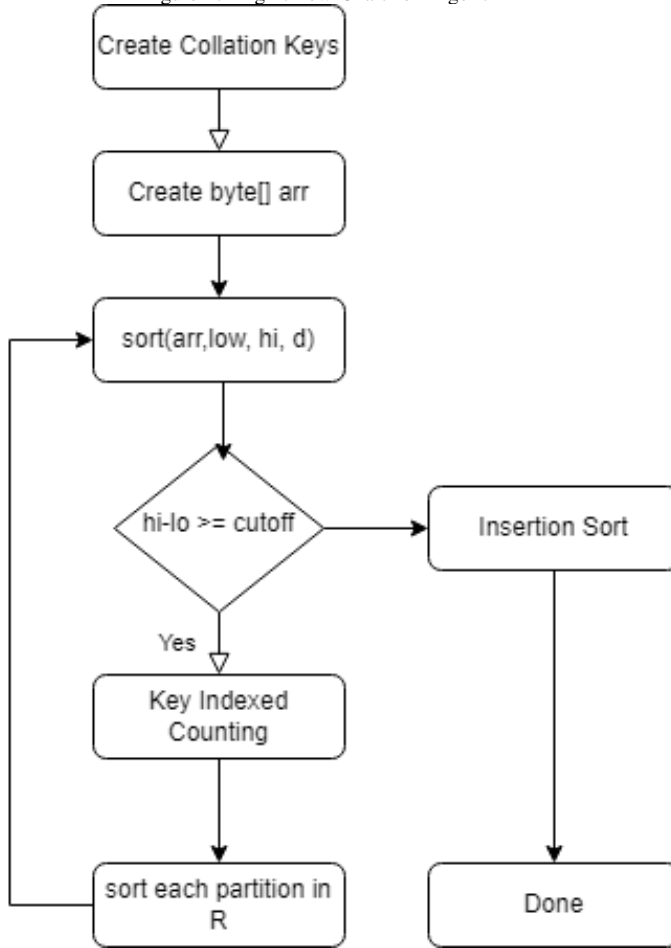 Create Collation Keys
Create byte[] arr
sort(arr,low, hi, d)
hi-lo >= cutoff
Insertion Sort
Yes
Key Indexed
Counting
sort each partition in
R
Done